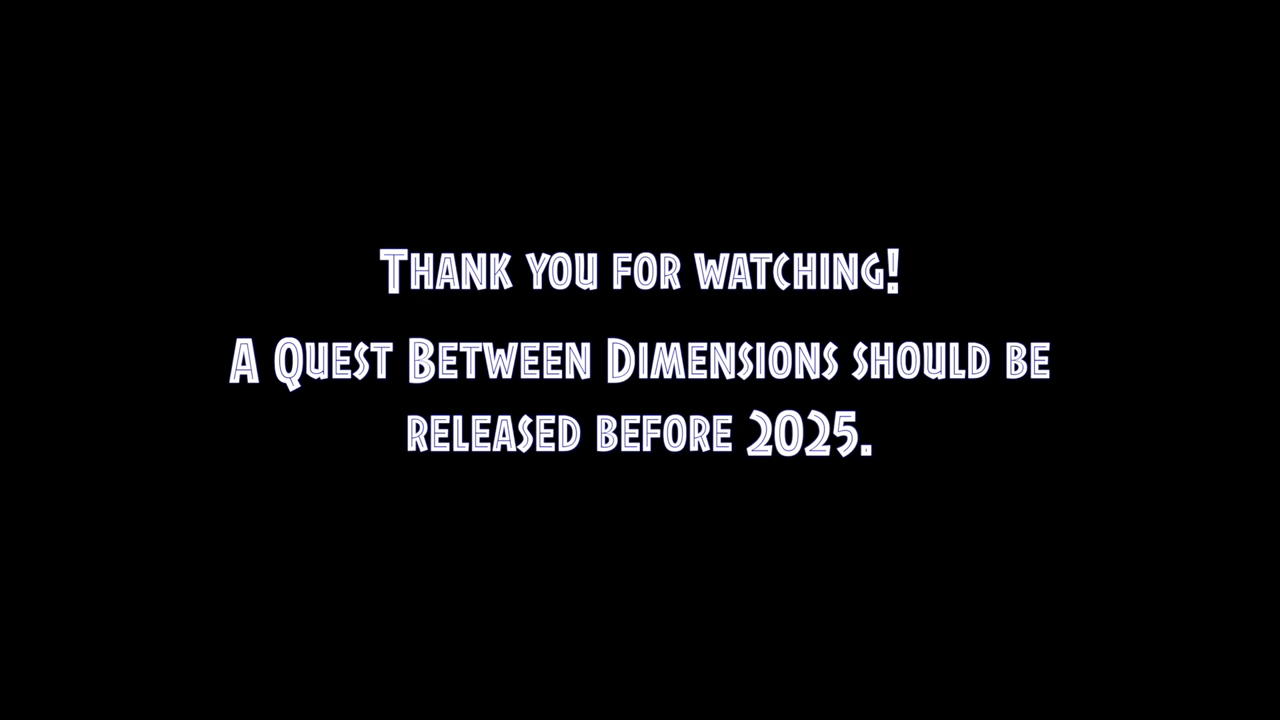 Thank you for watching!
A Quest Between Dimensions should be
released before 2025.